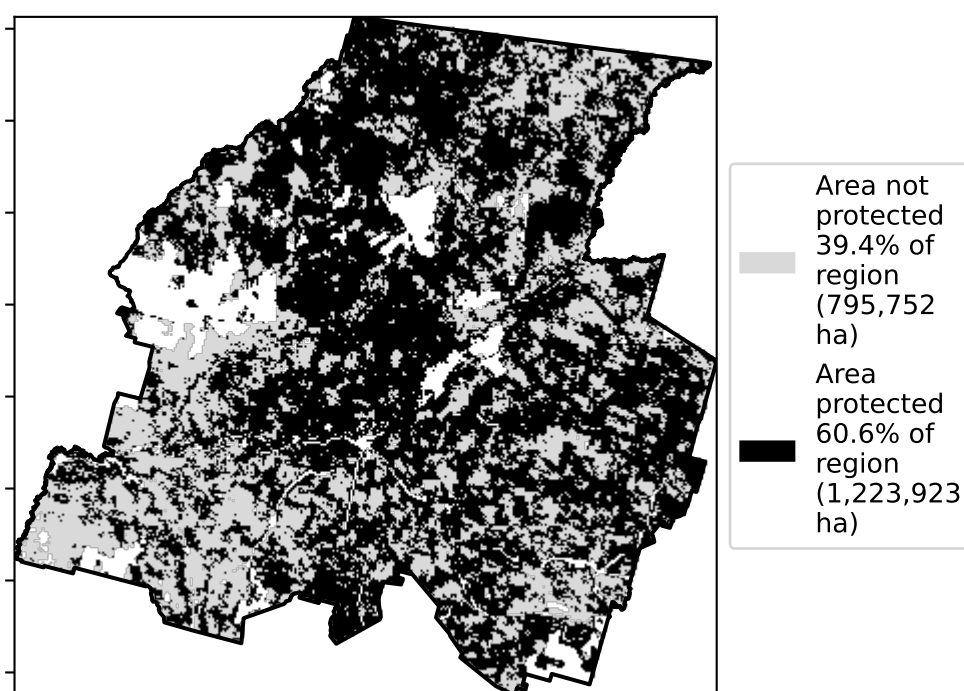 Area not
protected
39.4% of
region
(795,752
ha)
Area
protected
60.6% of
region
(1,223,923
ha)